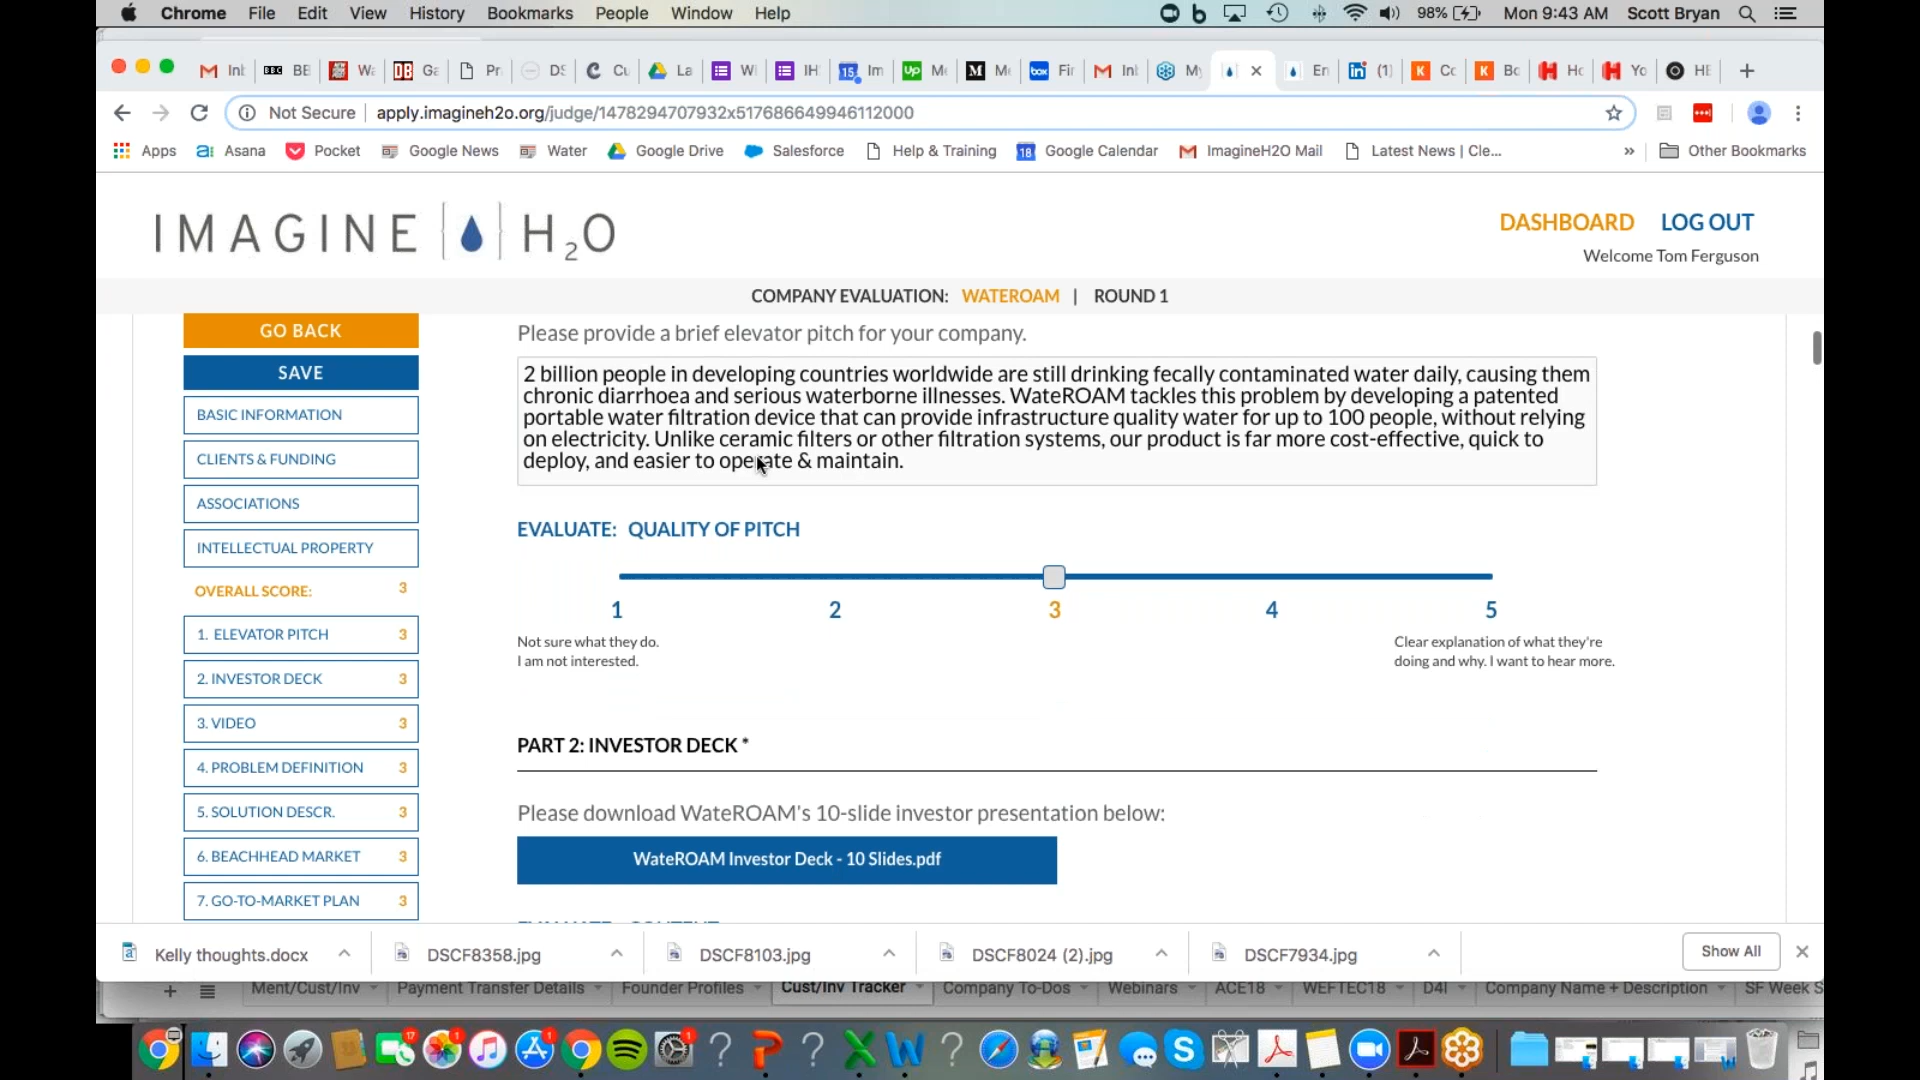 Chrome File Edit View History Bookmarks People Window Help 98% Mon 9:43 AM Scott Bryan
Not Secure apply.imagineh2o.org/judge/1478294707932x517686649946112000
Apps Asana Pocket Google News Water Google Drive Salesforce Help & Training 18 Google Calendar ImagineH2O Mail Latest News | Cle... » Other Bookmarks
IMAGINE H2O
DASHBOARD LOG OUT
Welcome Tom Ferguson
COMPANY EVALUATION: WATEROAM | ROUND 1
GO BACK
SAVE
BASIC INFORMATION
CLIENTS & FUNDING
ASSOCIATIONS
INTELLECTUAL PROPERTY
OVERALL SCORE: 3
1. ELEVATOR PITCH 3
2. INVESTOR DECK 3
3. VIDEO 3
4. PROBLEM DEFINITION 3
5. SOLUTION DESCR. 3
6. BEACHHEAD MARKET 3
7. GO-TO-MARKET PLAN 3
Please provide a brief elevator pitch for your company.
2 billion people in developing countries worldwide are still drinking fecally contaminated water daily, causing them
chronic diarrhoea and serious waterborne illnesses. WateROAM tackles this problem by developing a patented
portable water filtration device that can provide infrastructure quality water for up to 100 people, without relying
on electricity. Unlike ceramic filters or other filtration systems, our product is far more cost-effective, quick to
deploy, and easier to operate & maintain.
EVALUATE: QUALITY OF PITCH
1 2 3 4 5
Not sure what they do.
I am not interested.
Clear explanation of what they're
doing and why. I want to hear more.
PART 2: INVESTOR DECK *
Please download WateROAM's 10-slide investor presentation below:
WateROAM Investor Deck - 10 Slides.pdf
Kelly thoughts.docx DSCF8358.jpg DSCF8103.jpg DSCF8024 (2).jpg DSCF7934.jpg Show All
Ment/Cust/Inv Payment Transfer Details Founder Profiles Cust/Inv Tracker Company To-Dos Webinars ACE18 WEFTEC18 D4I Company Name + Description SF Week S